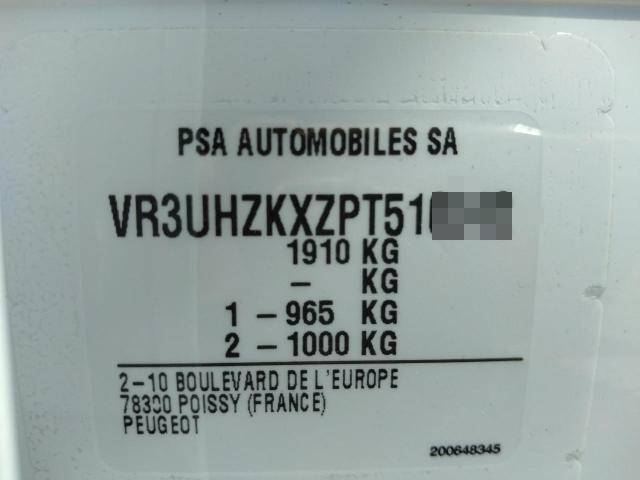 PSA AUTOMOBILES SA
VR3UHZKXZPT51
1910 KG
– KG
1 – 965 KG
2 – 1000 KG
2–10 BOULEVARD DE L'EUROPE
78300 POISSY (FRANCE)
PEUGEOT
200648345